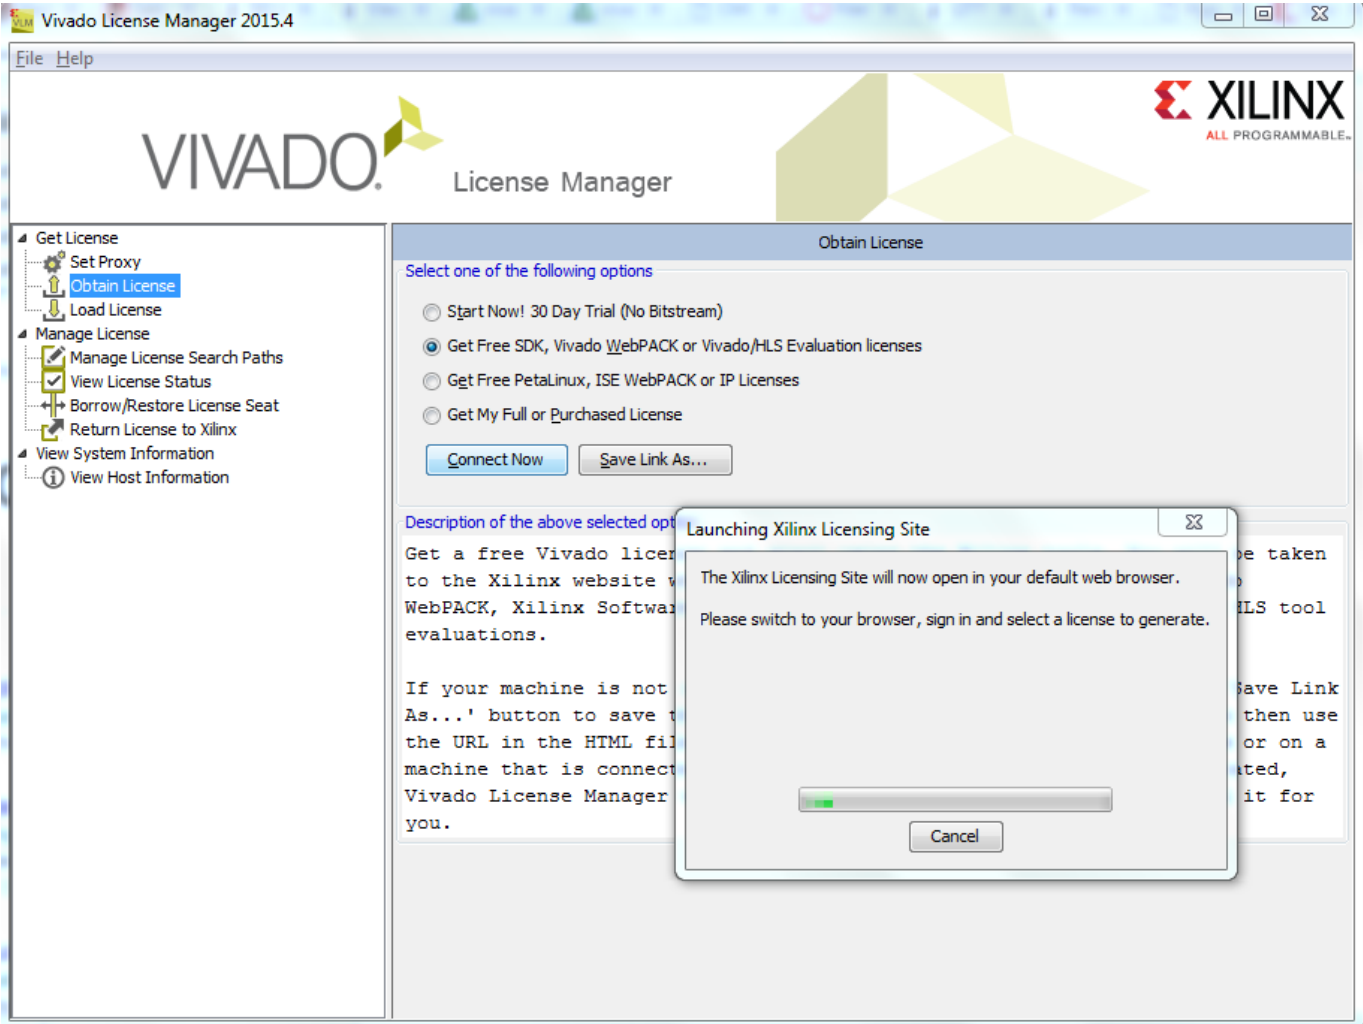 VLM Vivado License Manager 2015.4
File Help
VIVADO.
License Manager
XILINX
ALL PROGRAMMABLE
Get License
Set Proxy
Obtain License
Load License
Manage License
Manage License Search Paths
View License Status
Borrow/Restore License Seat
Return License to Xilinx
View System Information
View Host Information
Obtain License
Select one of the following options
Start Now! 30 Day Trial (No Bitstream)
Get Free SDK, Vivado WebPACK or Vivado/HLS Evaluation licenses
Get Free PetaLinux, ISE WebPACK or IP Licenses
Get My Full or Purchased License
Connect Now Save Link As...
Description of the above selected opt
Get a free Vivado licen be taken
to the Xilinx website
WebPACK, Xilinx Softwar HLS tool
evaluations.
If your machine is not Save Link
As...' button to save t then use
the URL in the HTML fil or on a
machine that is connect ated,
Vivado License Manager it for
you.
Launching Xilinx Licensing Site
The Xilinx Licensing Site will now open in your default web browser.
Please switch to your browser, sign in and select a license to generate.
Cancel